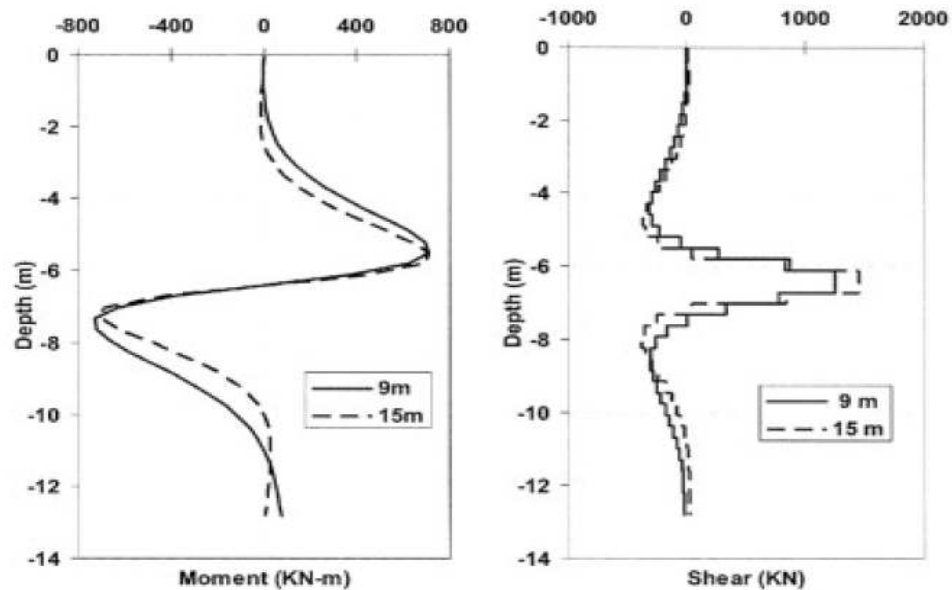 -800 -400 0 400 800
0
-2
-4
-6
-8
-10
-12
-14
Depth (m)
9m
15m
Moment (KN-m)
-1000 0 1000 2000
0
-2
-4
-6
-8
-10
-12
-14
Depth (m)
9 m
15 m
Shear (KN)